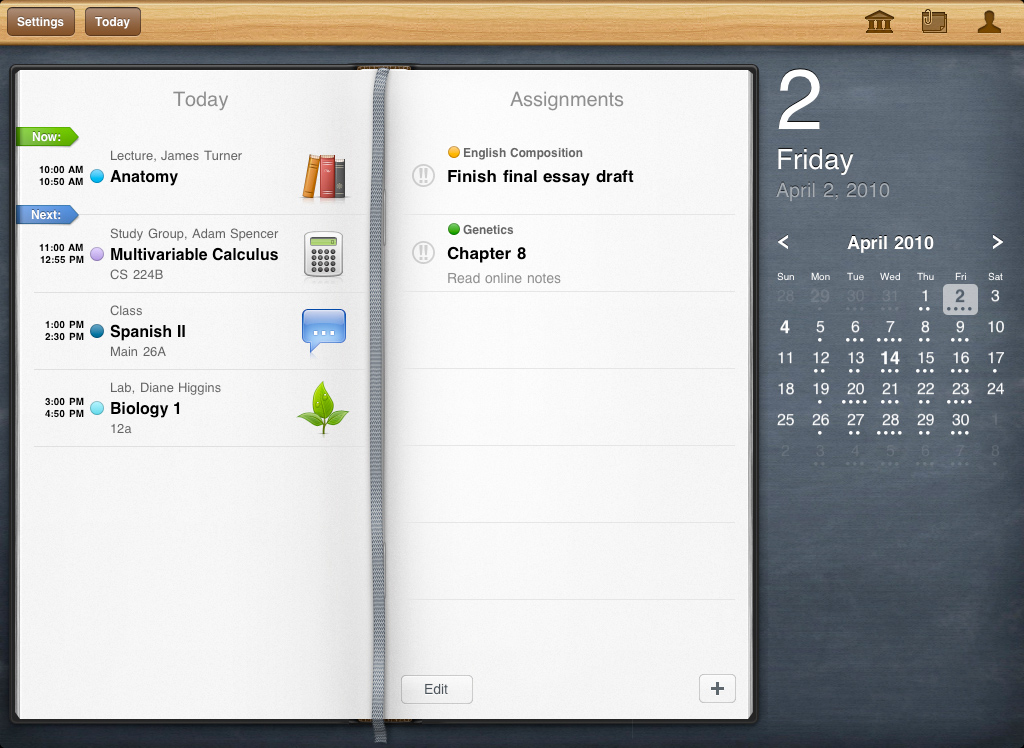 Settings
Today
Today
Now:
10:00 AM
10:50 AM
Lecture, James Turner
Anatomy
Next:
11:00 AM
12:55 PM
Study Group, Adam Spencer
Multivariable Calculus
CS 224B
1:00 PM
2:30 PM
Class
Spanish II
Main 26A
3:00 PM
4:50 PM
Lab, Diane Higgins
Biology 1
12a
Assignments
English Composition
!! Finish final essay draft
Genetics
!! Chapter 8
Read online notes
Edit
+
2
Friday
April 2, 2010
< April 2010 >
Sun Mon Tue Wed Thu Fri Sat
28 29 30 31 1 2 3
4 5 6 7 8 9 10
11 12 13 14 15 16 17
18 19 20 21 22 23 24
25 26 27 28 29 30 1
2 3 4 5 6 7 8